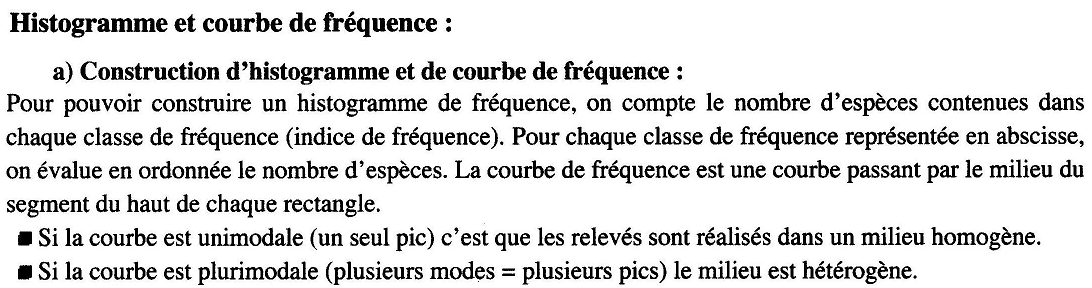 Histogramme et courbe de fréquence :
a) Construction d'histogramme et de courbe de fréquence :
Pour pouvoir construire un histogramme de fréquence, on compte le nombre d'espèces contenues dans
chaque classe de fréquence (indice de fréquence). Pour chaque classe de fréquence représentée en abscisse,
on évalue en ordonnée le nombre d'espèces. La courbe de fréquence est une courbe passant par le milieu du
segment du haut de chaque rectangle.
■ Si la courbe est unimodale (un seul pic) c'est que les relevés sont réalisés dans un milieu homogène.
■ Si la courbe est plurimodale (plusieurs modes = plusieurs pics) le milieu est hétérogène.